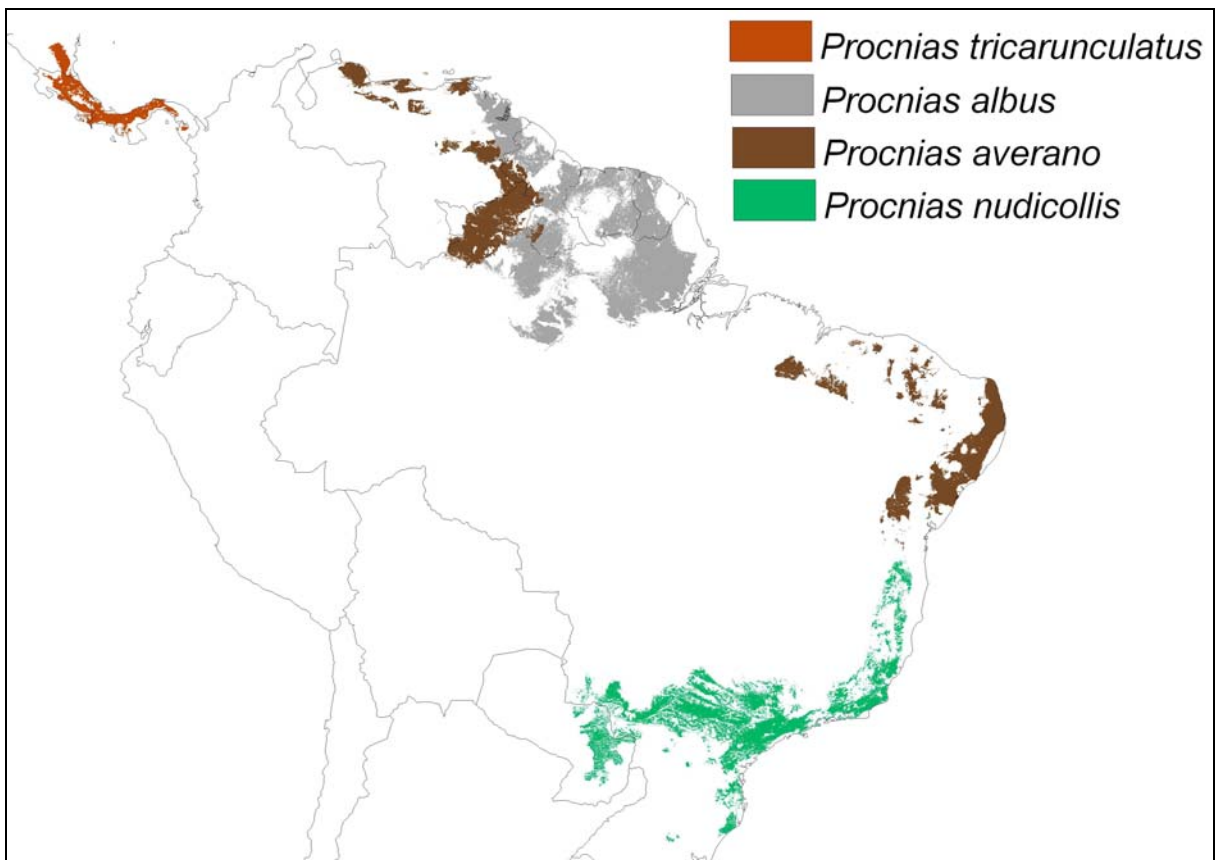 Procnias tricarunculatus
Procnias albus
Procnias averano
Procnias nudicollis